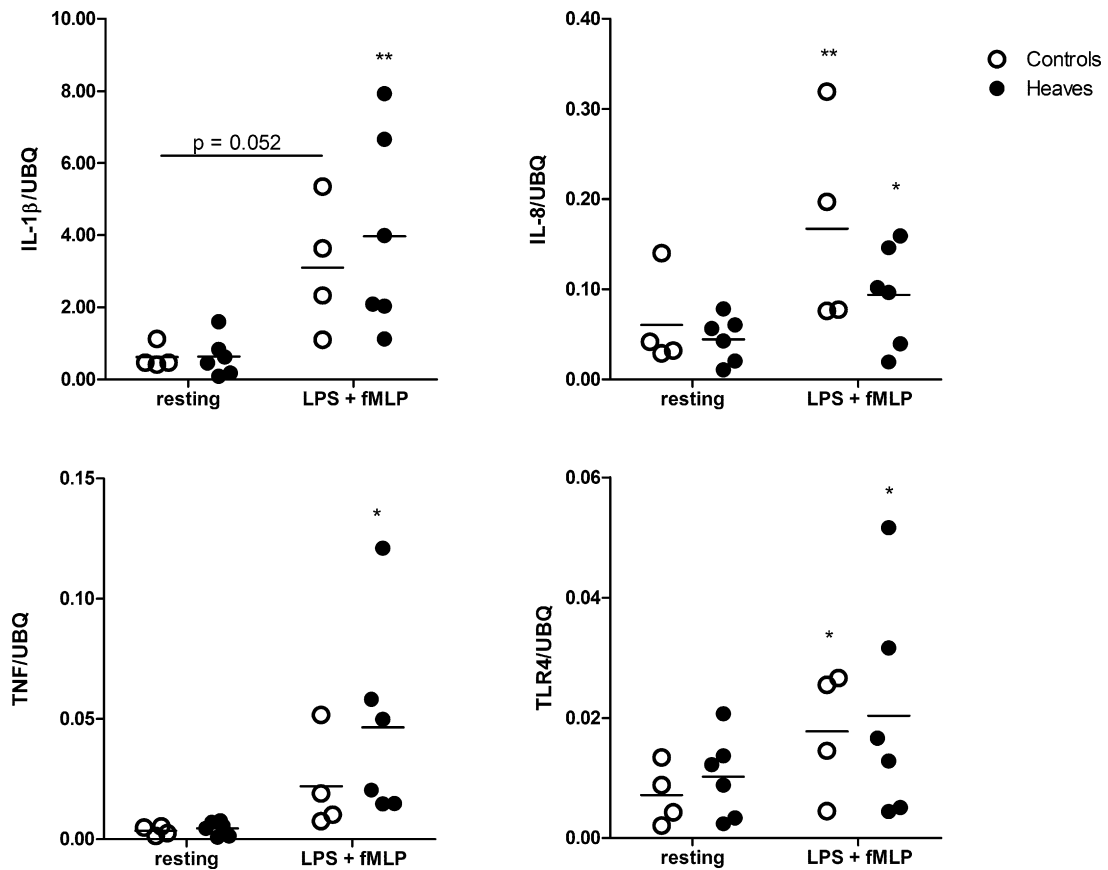 10.00
8.00
6.00
4.00
2.00
0.00
IL-1β/UBQ
**
p = 0.052
resting
LPS + fMLP
0.40
0.30
0.20
0.10
0.00
IL-8/UBQ
**
*
resting
LPS + fMLP
Controls
Heaves
0.15
0.10
0.05
0.00
TNF/UBQ
*
resting
LPS + fMLP
0.06
0.04
0.02
0.00
TLR4/UBQ
*
*
resting
LPS + fMLP